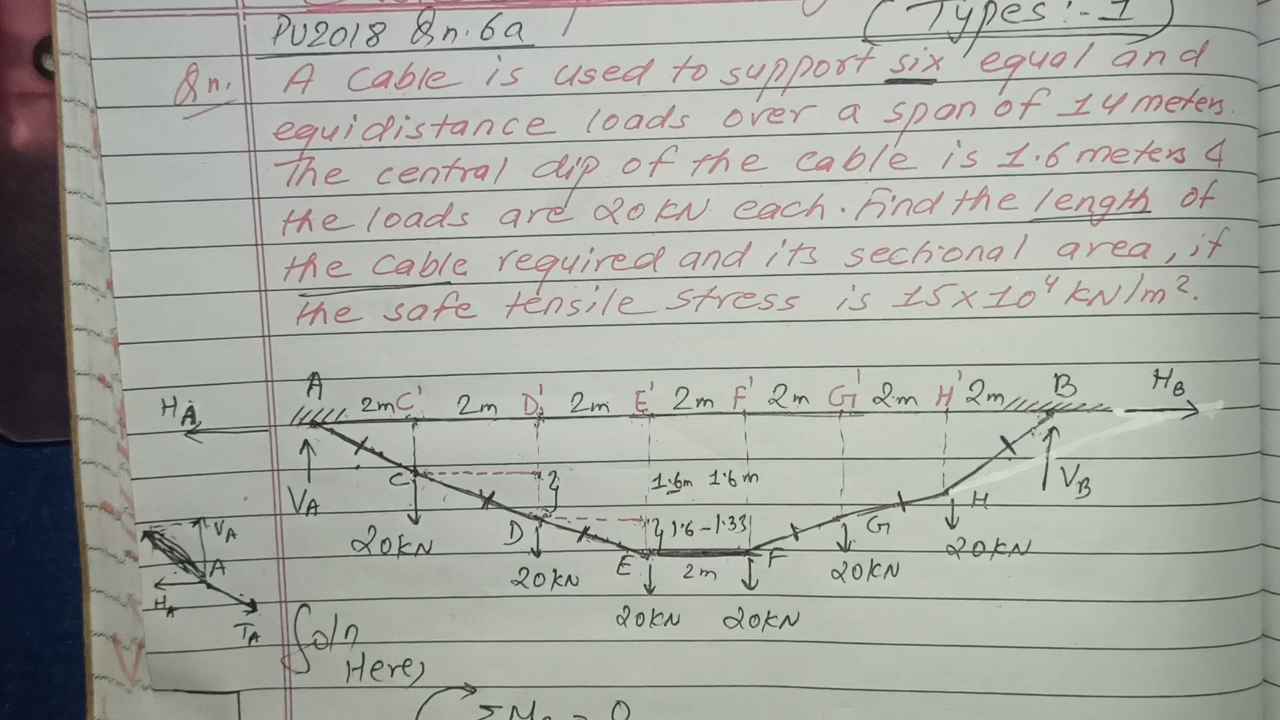 (Types:-1)
PU2018 Qn.6a
Qn. A cable is used to support six equal and
equidistance loads over a span of 14 meters.
The central dip of the cable is 1.6 meters &
the loads are 20KN each. Find the length of
the cable required and its sectional area, if
the safe tensile stress is 15x10⁴ KN/m².
HA A 2m C' 2m D' 2m E' 2m F' 2m G' 2m H' 2m B HB
VA C 1.6m 1.6m H VB
D 1.6-1.33 G
20KN E 2m F 20KN 20KN
20KN
20KN 20KN
VA
A
HA
TA
Soln
Here,
ΣMB = 0